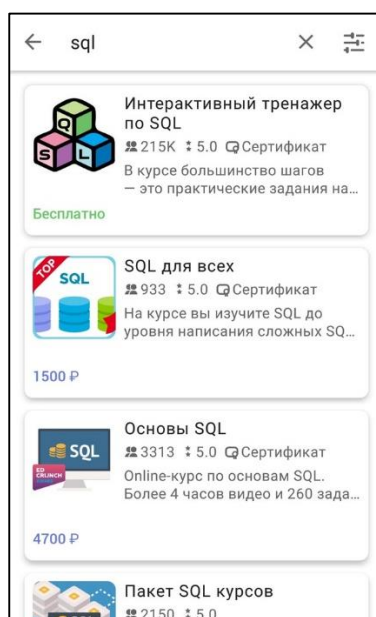 sql
Интерактивный тренажер
по SQL
215K 5.0 Сертификат
В курсе большинство шагов
— это практические задания на…
Q
S L
Бесплатно
SQL для всех
933 5.0 Сертификат
На курсе вы изучите SQL до
уровня написания сложных SQ…
TOP
SQL
1500 ₽
Основы SQL
3313 5.0 Сертификат
Online-курс по основам SQL.
Более 4 часов видео и 260 зада…
SQL
ED
CRUNCH
4700 ₽
Пакет SQL курсов
2150 5.0